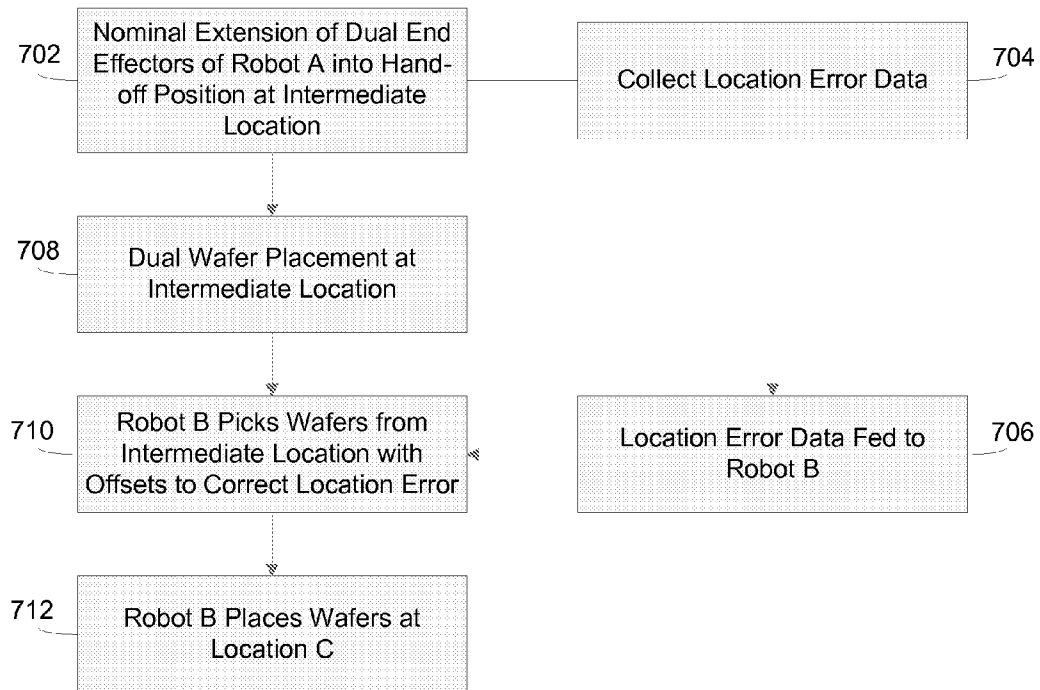 702
Nominal Extension of Dual End
Effectors of Robot A into Hand-
off Position at Intermediate
Location
Collect Location Error Data
704
708
Dual Wafer Placement at
Intermediate Location
710
Robot B Picks Wafers from
Intermediate Location with
Offsets to Correct Location Error
Location Error Data Fed to
Robot B
706
712
Robot B Places Wafers at
Location C